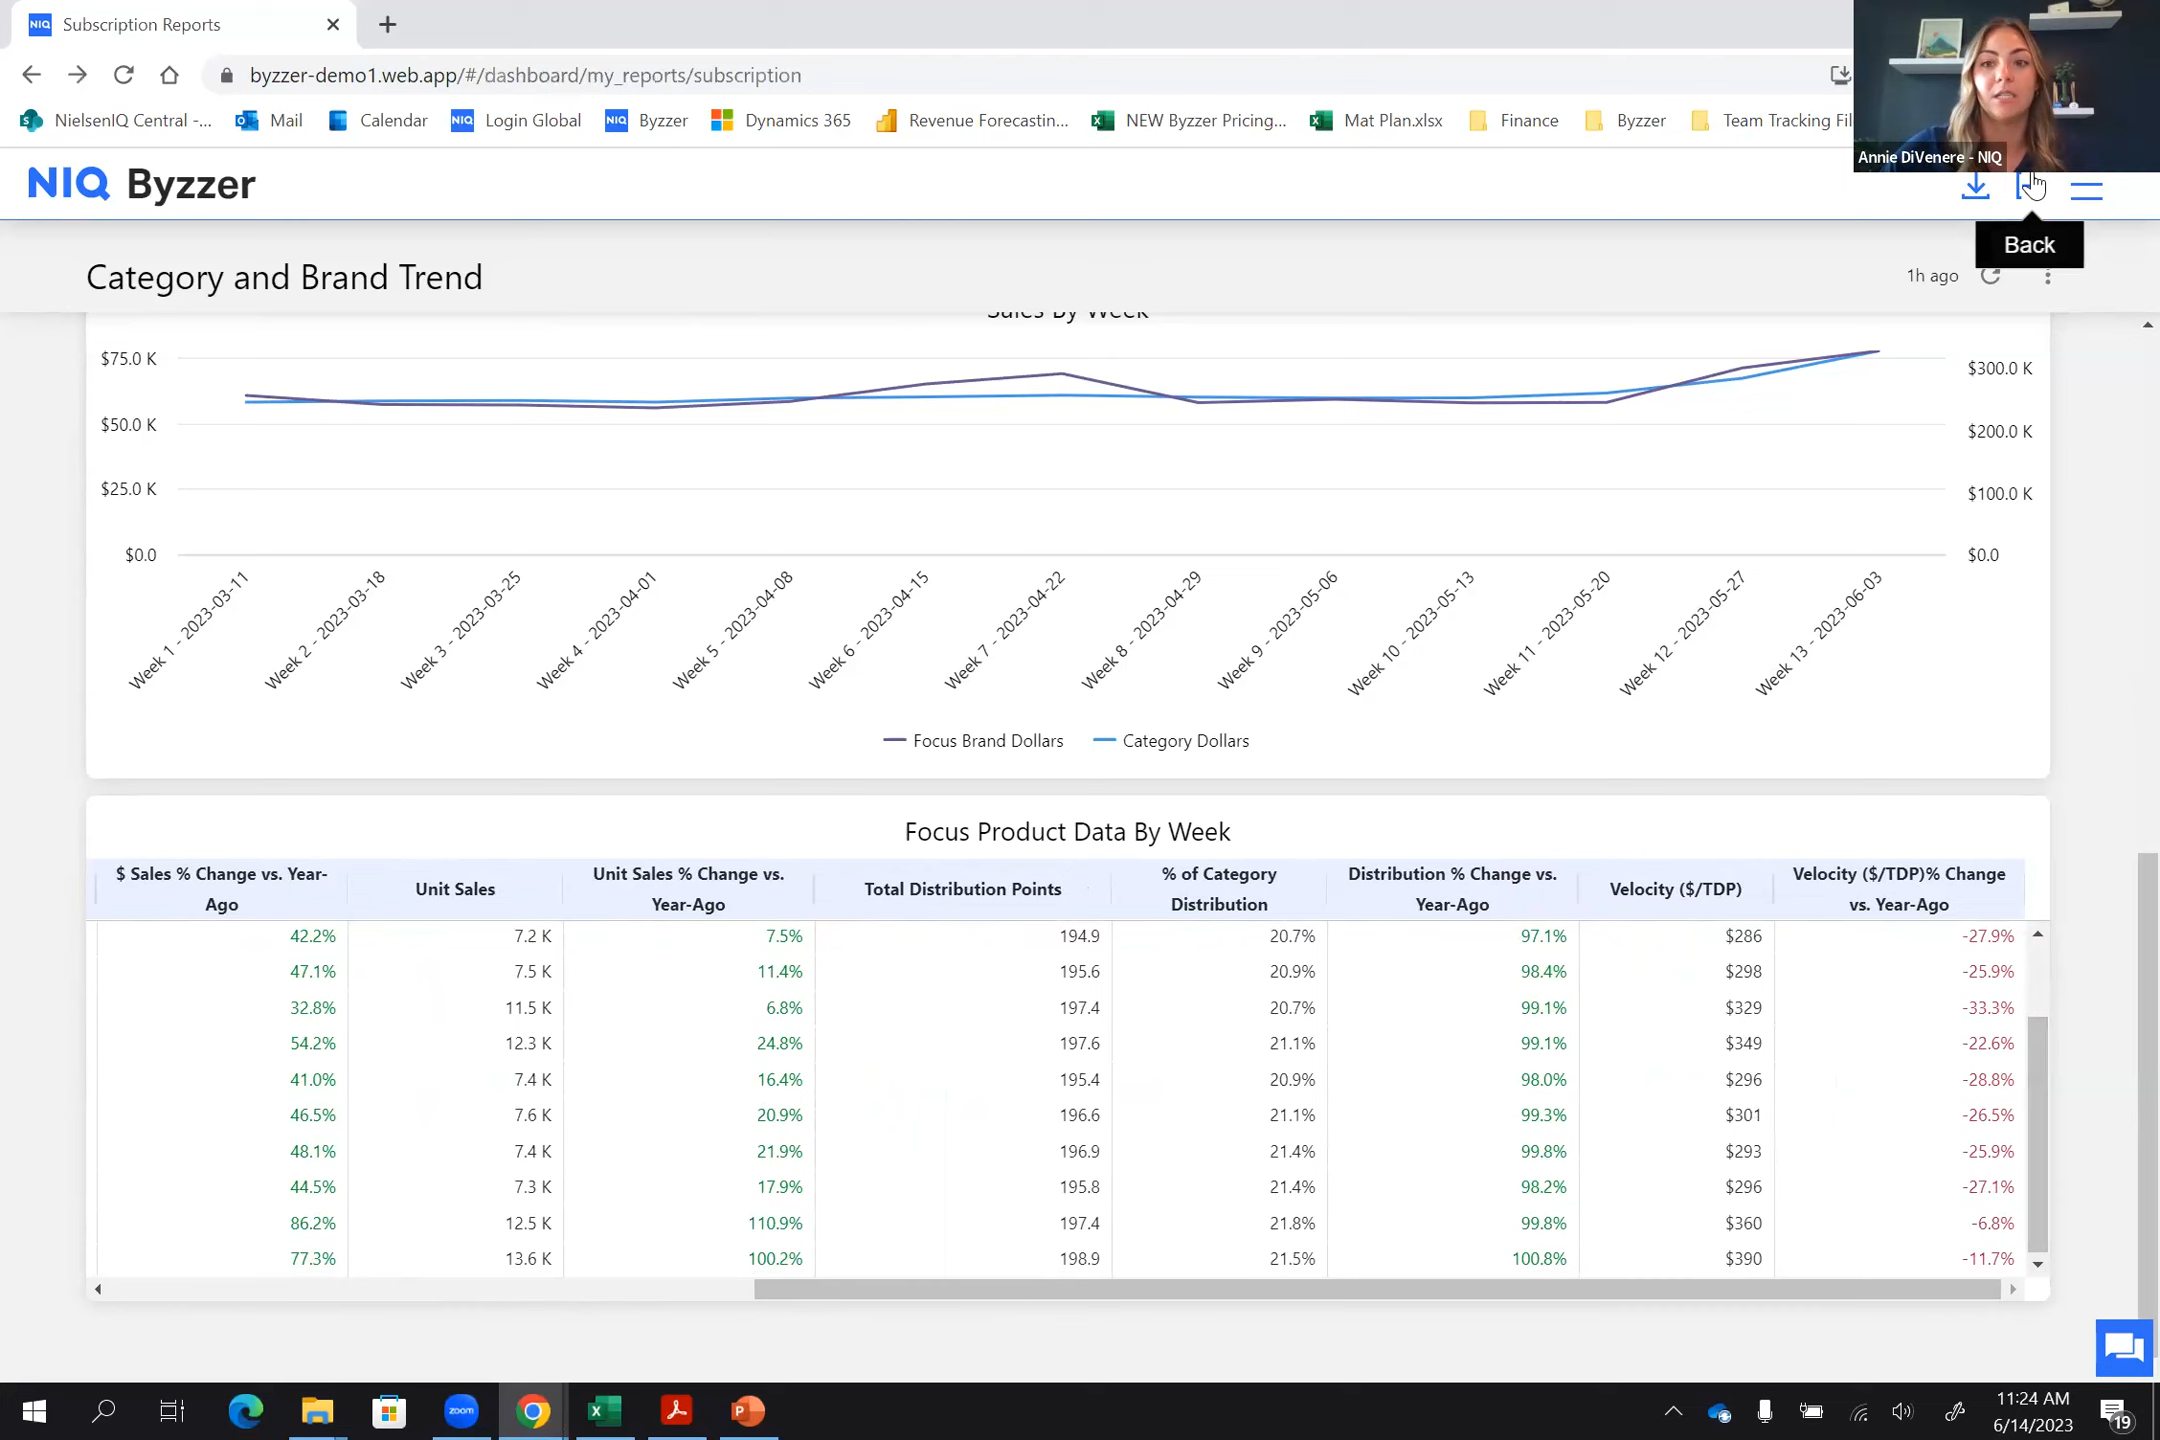 NIQ Subscription Reports
byzzer-demo1.web.app/#/dashboard/my_reports/subscription
NielsenIQ Central -... Mail Calendar NIQ Login Global NIQ Byzzer Dynamics 365 Revenue Forecastin... NEW Byzzer Pricing... Mat Plan.xlsx Finance Byzzer Team Tracking Fil
Annie DiVenere - NIQ
NIQ Byzzer
Back
Category and Brand Trend
1h ago
Sales By Week
$75.0 K
$50.0 K
$25.0 K
$0.0
$300.0 K
$200.0 K
$100.0 K
$0.0
Week 1 - 2023-03-11
Week 2 - 2023-03-18
Week 3 - 2023-03-25
Week 4 - 2023-04-01
Week 5 - 2023-04-08
Week 6 - 2023-04-15
Week 7 - 2023-04-22
Week 8 - 2023-04-29
Week 9 - 2023-05-06
Week 10 - 2023-05-13
Week 11 - 2023-05-20
Week 12 - 2023-05-27
Week 13 - 2023-06-03
Focus Brand Dollars Category Dollars
Focus Product Data By Week
$ Sales % Change vs. Year-Ago Unit Sales Unit Sales % Change vs. Year-Ago Total Distribution Points % of Category Distribution Distribution % Change vs. Year-Ago Velocity ($/TDP) Velocity ($/TDP)% Change vs. Year-Ago
42.2% 7.2 K 7.5% 194.9 20.7% 97.1% $286 -27.9%
47.1% 7.5 K 11.4% 195.6 20.9% 98.4% $298 -25.9%
32.8% 11.5 K 6.8% 197.4 20.7% 99.1% $329 -33.3%
54.2% 12.3 K 24.8% 197.6 21.1% 99.1% $349 -22.6%
41.0% 7.4 K 16.4% 195.4 20.9% 98.0% $296 -28.8%
46.5% 7.6 K 20.9% 196.6 21.1% 99.3% $301 -26.5%
48.1% 7.4 K 21.9% 196.9 21.4% 99.8% $293 -25.9%
44.5% 7.3 K 17.9% 195.8 21.4% 98.2% $296 -27.1%
86.2% 12.5 K 110.9% 197.4 21.8% 99.8% $360 -6.8%
77.3% 13.6 K 100.2% 198.9 21.5% 100.8% $390 -11.7%
zoom
11:24 AM
6/14/2023
19